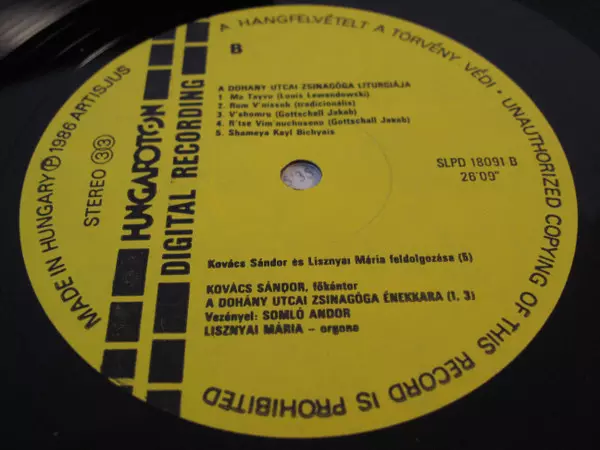 A HANGFELVÉTELT A TÖRVÉNY VÉDI · UNAUTHORIZED COPYING OF THIS RECORD IS PROHIBITED
MADE IN HUNGARY Ⓟ 1986 ARTISJUS
STEREO 33
HUNGAROTON
DIGITAL RECORDING
B
A DOHÁNY UTCAI ZSINAGÓGA LITURGIÁJA
1. Ma Tayvu (Louis Lewandowski)
2. Rom V'nissok (tradicionális)
3. V'shomru (Gottschall Jakab)
4. R'tse Vim'nuchoseno (Gottschall Jakab)
5. Shameya Kayl Bichyais
SLPD 18091 B
26'09"
Kovács Sándor és Lisznyai Mária feldolgozása (5)
KOVÁCS SÁNDOR, főkántor
A DOHÁNY UTCAI ZSINAGÓGA ÉNEKKARA (1, 3)
Vezényel: SOMLÓ ANDOR
LISZNYAI MÁRIA – orgona